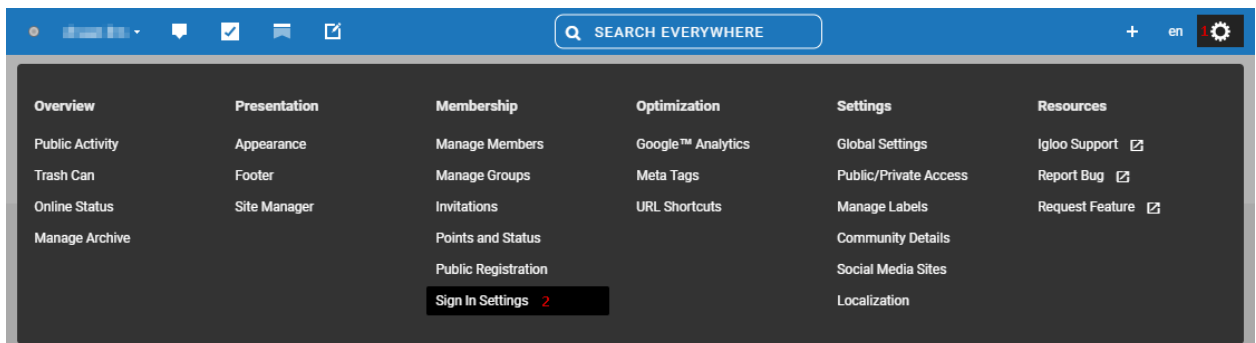 SEARCH EVERYWHERE
en
1
Overview
Public Activity
Trash Can
Online Status
Manage Archive
Presentation
Appearance
Footer
Site Manager
Membership
Manage Members
Manage Groups
Invitations
Points and Status
Public Registration
Sign In Settings 2
Optimization
Google™ Analytics
Meta Tags
URL Shortcuts
Settings
Global Settings
Public/Private Access
Manage Labels
Community Details
Social Media Sites
Localization
Resources
Igloo Support
Report Bug
Request Feature